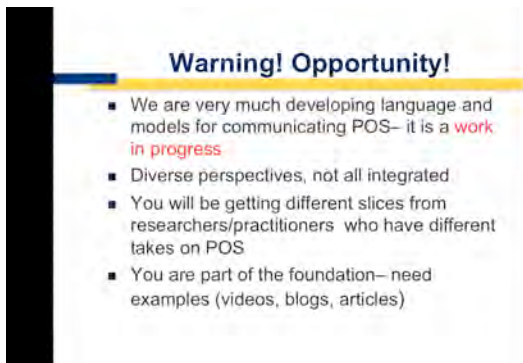 Warning! Opportunity!
We are very much developing language and
models for communicating POS– it is a work
in progress
Diverse perspectives, not all integrated
You will be getting different slices from
researchers/practitioners who have different
takes on POS
You are part of the foundation– need
examples (videos, blogs, articles)